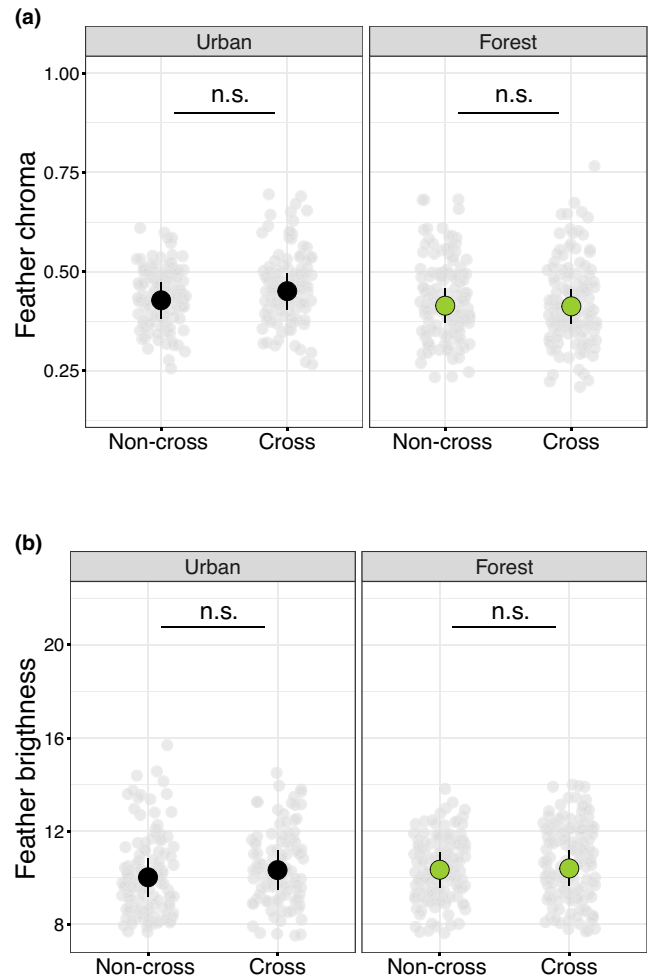 (a)
Urban Forest
n.s. n.s.
Feather chroma
1.00
0.75
0.50
0.25
Non-cross Cross Non-cross Cross
(b)
Urban Forest
n.s. n.s.
Feather brigthness
20
16
12
8
Non-cross Cross Non-cross Cross